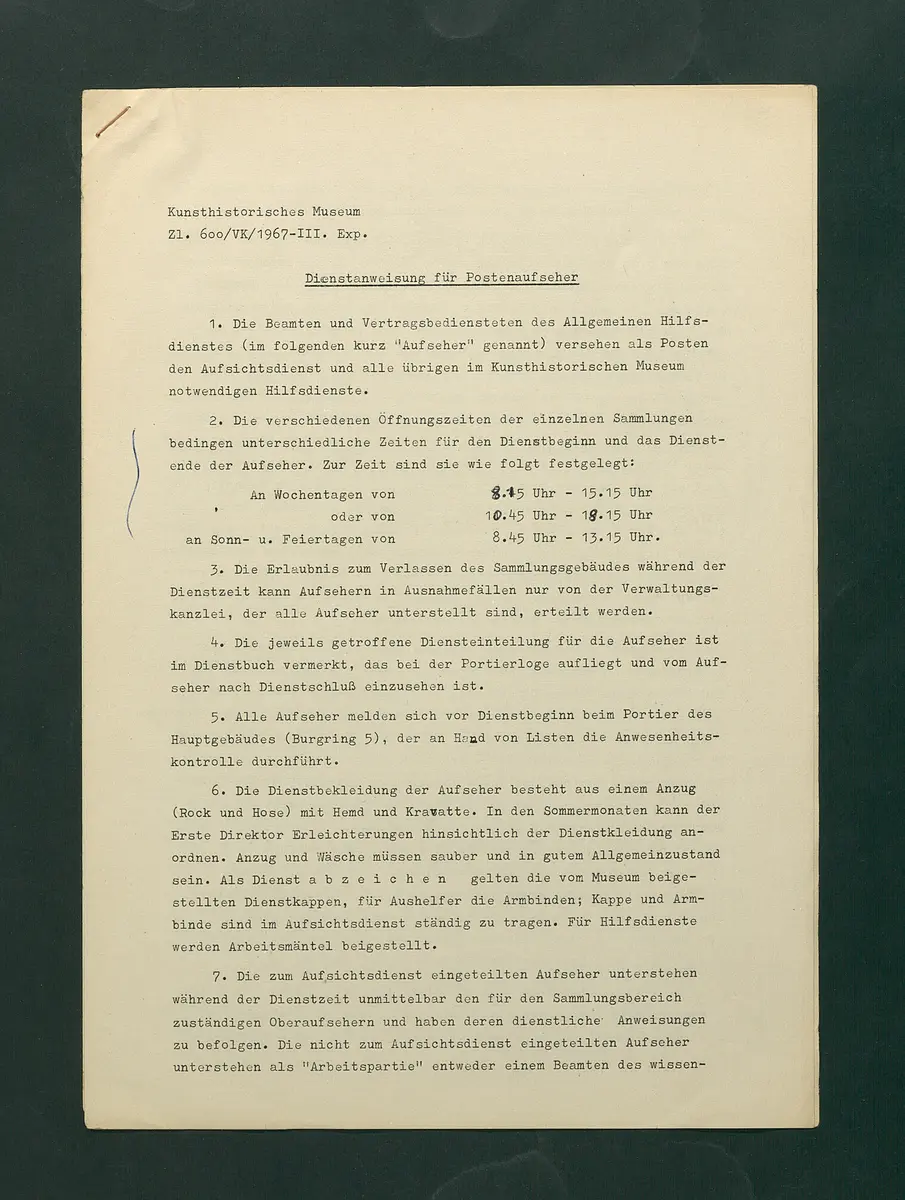 Kunsthistorisches Museum
Zl. 6oo/VK/1967-III. Exp.
Dienstanweisung für Postenaufseher
1. Die Beamten und Vertragsbediensteten des Allgemeinen Hilfs-
dienstes (im folgenden kurz "Aufseher" genannt) versehen als Posten
den Aufsichtsdienst und alle übrigen im Kunsthistorischen Museum
notwendigen Hilfsdienste.
2. Die verschiedenen Öffnungszeiten der einzelnen Sammlungen
bedingen unterschiedliche Zeiten für den Dienstbeginn und das Dienst-
ende der Aufseher. Zur Zeit sind sie wie folgt festgelegt:
An Wochentagen von 8.15 Uhr - 15.15 Uhr
oder von 10.45 Uhr - 18.15 Uhr
an Sonn- u. Feiertagen von 8.45 Uhr - 13.15 Uhr.
3. Die Erlaubnis zum Verlassen des Sammlungsgebäudes während der
Dienstzeit kann Aufsehern in Ausnahmefällen nur von der Verwaltungs-
kanzlei, der alle Aufseher unterstellt sind, erteilt werden.
4. Die jeweils getroffene Diensteinteilung für die Aufseher ist
im Dienstbuch vermerkt, das bei der Portierloge aufliegt und vom Auf-
seher nach Dienstschluß einzusehen ist.
5. Alle Aufseher melden sich vor Dienstbeginn beim Portier des
Hauptgebäudes (Burgring 5), der an Hand von Listen die Anwesenheits-
kontrolle durchführt.
6. Die Dienstbekleidung der Aufseher besteht aus einem Anzug
(Rock und Hose) mit Hemd und Kravatte. In den Sommermonaten kann der
Erste Direktor Erleichterungen hinsichtlich der Dienstkleidung an-
ordnen. Anzug und Wäsche müssen sauber und in gutem Allgemeinzustand
sein. Als Dienst a b z e i c h e n gelten die vom Museum beige-
stellten Dienstkappen, für Aushelfer die Armbinden; Kappe und Arm-
binde sind im Aufsichtsdienst ständig zu tragen. Für Hilfsdienste
werden Arbeitsmäntel beigestellt.
7. Die zum Aufsichtsdienst eingeteilten Aufseher unterstehen
während der Dienstzeit unmittelbar den für den Sammlungsbereich
zuständigen Oberaufsehern und haben deren dienstliche Anweisungen
zu befolgen. Die nicht zum Aufsichtsdienst eingeteilten Aufseher
unterstehen als "Arbeitspartie" entweder einem Beamten des wissen-